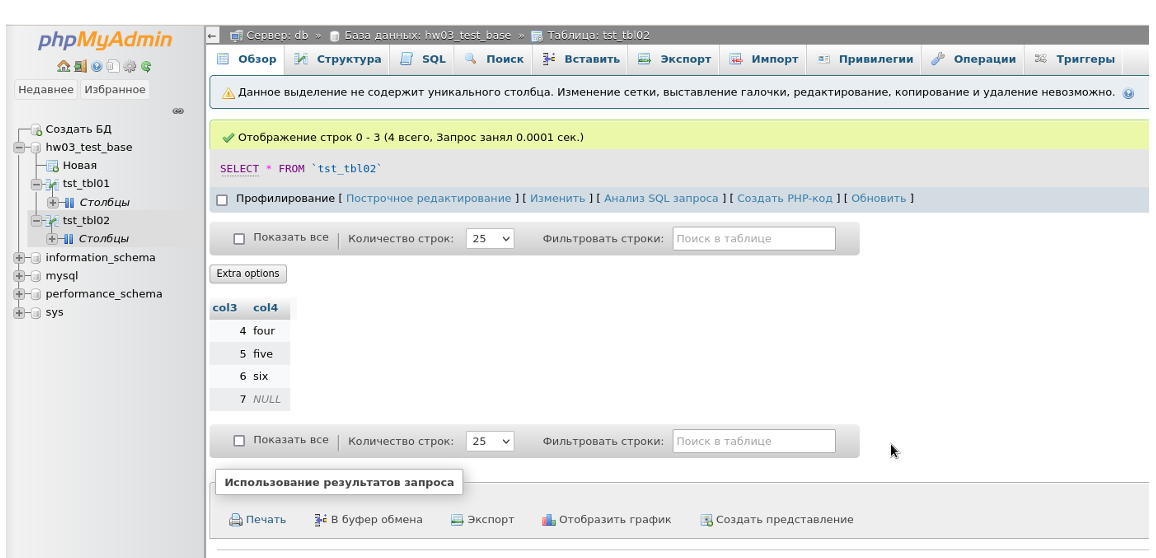 phpMyAdmin
Недавнее Избранное
Создать БД
hw03_test_base
Новая
tst_tbl01
Столбцы
tst_tbl02
Столбцы
information_schema
mysql
performance_schema
sys
← Сервер: db » База данных: hw03_test_base » Таблица: tst_tbl02
Обзор Структура SQL Поиск Вставить Экспорт Импорт Привилегии Операции Триггеры
Данное выделение не содержит уникального столбца. Изменение сетки, выставление галочки, редактирование, копирование и удаление невозможно.
Отображение строк 0 - 3 (4 всего, Запрос занял 0.0001 сек.)
SELECT * FROM `tst_tbl02`
Профилирование [ Построчное редактирование ] [ Изменить ] [ Анализ SQL запроса ] [ Создать PHP-код ] [ Обновить ]
Показать все | Количество строк: 25 Фильтровать строки: Поиск в таблице
Extra options
col3 col4
4 four
5 five
6 six
7 NULL
Показать все | Количество строк: 25 Фильтровать строки: Поиск в таблице
Использование результатов запроса
Печать В буфер обмена Экспорт Отобразить график Создать представление